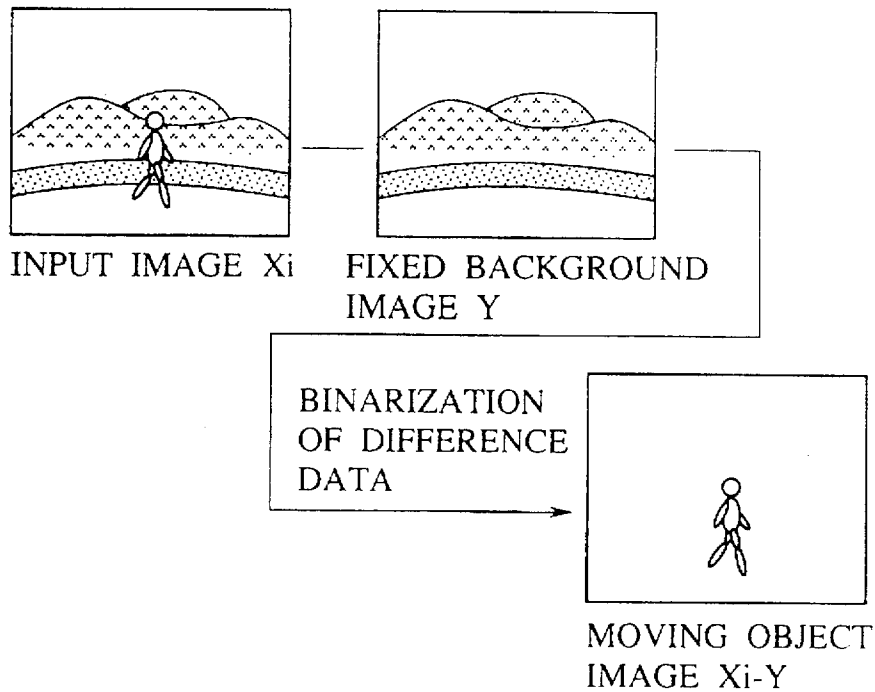 INPUT IMAGE Xi
FIXED BACKGROUND
IMAGE Y
BINARIZATION
OF DIFFERENCE
DATA
MOVING OBJECT
IMAGE Xi-Y